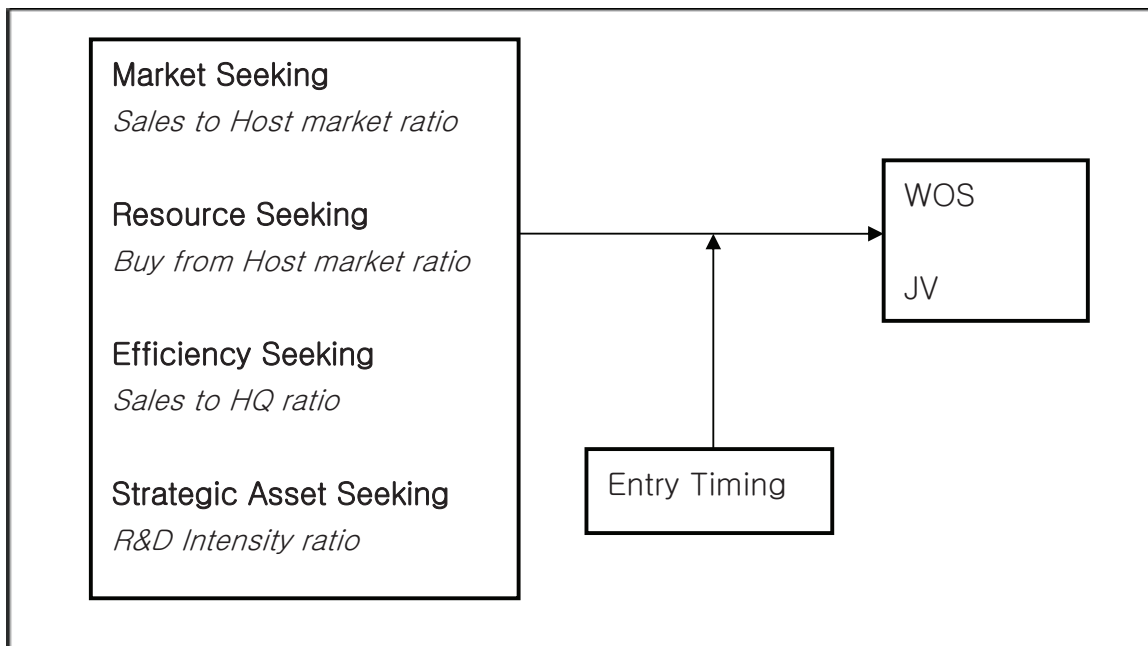 Market Seeking
Sales to Host market ratio
Resource Seeking
Buy from Host market ratio
Efficiency Seeking
Sales to HQ ratio
Strategic Asset Seeking
R&D Intensity ratio
WOS
JV
Entry Timing